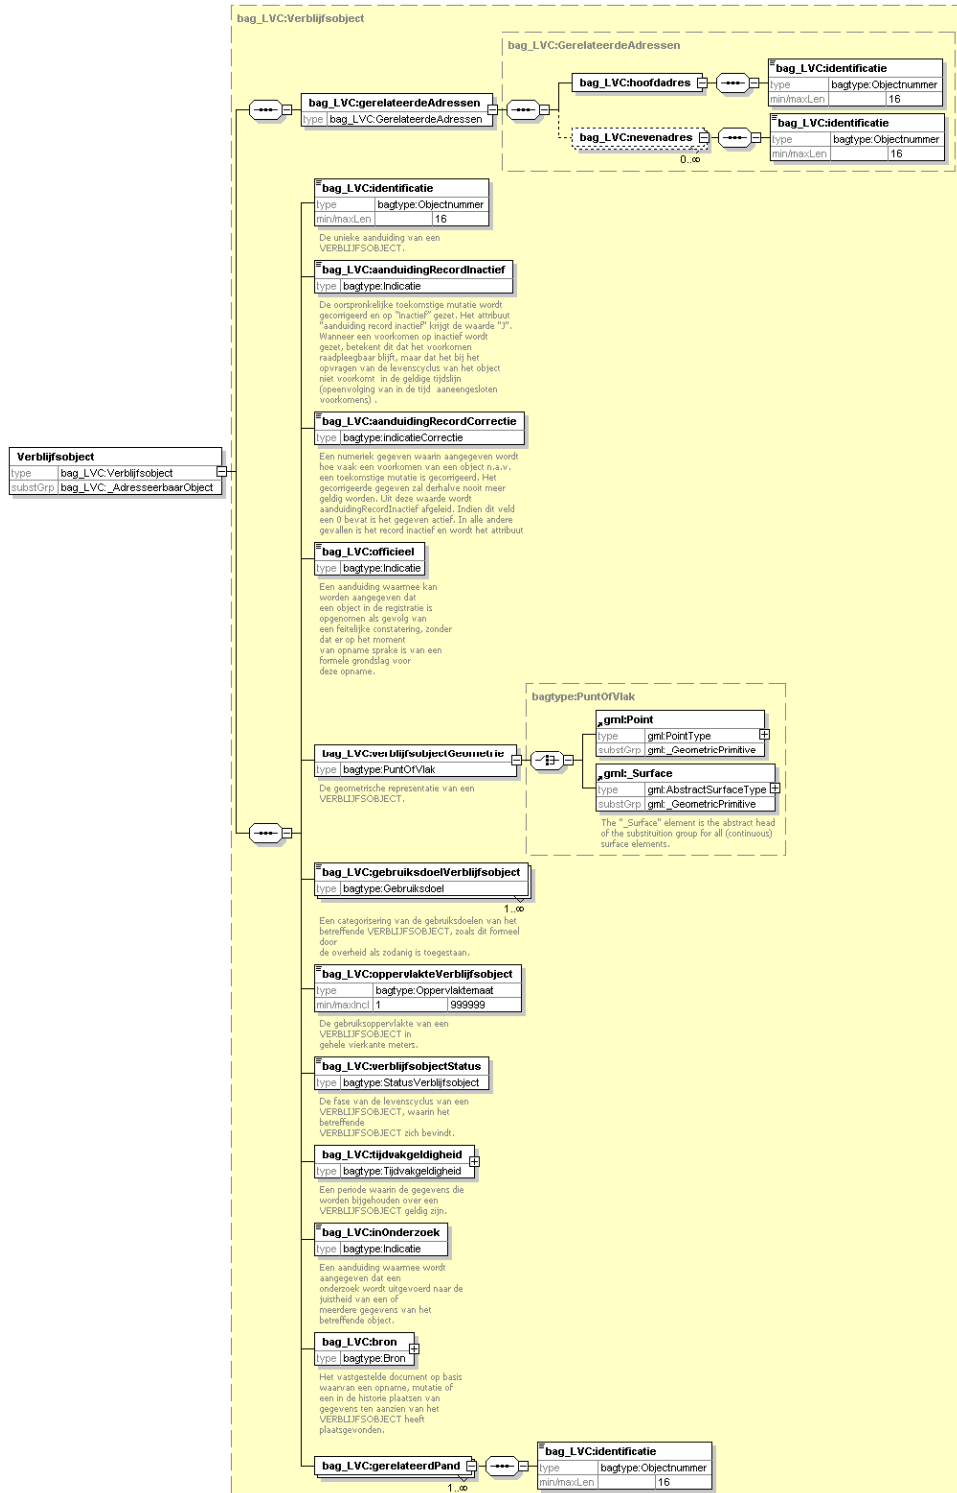 bag_LVC:Verblijfsobject
bag_LVC:GerelateerdeAdressen
bag_LVC:gerelateerdeAdressen
type bag_LVC:GerelateerdeAdressen
bag_LVC:hoofdadres
bag_LVC:identificatie
type bagtype:Objectnummer
min/maxLen 16
bag_LVC:nevenadres
0..∞
bag_LVC:identificatie
type bagtype:Objectnummer
min/maxLen 16
bag_LVC:identificatie
type bagtype:Objectnummer
min/maxLen 16
De unieke aanduiding van een
VERBLIJFSOBJECT.
bag_LVC:aanduidingRecordInactief
type bagtype:Indicatie
De oorspronkelijke toekomstige mutatie wordt
gecorrigeerd en op "inactief" gezet. Het attribuut
"aanduiding record inactief" krijgt de waarde "J".
Wanneer een voorkomen op inactief wordt
gezet, betekent dit dat het voorkomen
raadpleegbaar blijft, maar dat het bij het
opvragen van de levenscyclus van het object
niet voorkomt in de geldige tijdslijn
(opeenvolging van in de tijd aaneengesloten
voorkomens) .
bag_LVC:aanduidingRecordCorrectie
type bagtype:indicatieCorrectie
Een numeriek gegeven waarin aangegeven wordt
hoe vaak een voorkomen van een object n.a.v.
een toekomstige mutatie is gecorrigeerd. Het
gecorrigeerde gegeven zal derhalve nooit meer
geldig worden. Uit deze waarde wordt
aanduidingRecordInactief afgeleid. Indien dit veld
een 0 bevat is het gegeven actief. In alle andere
gevallen is het record inactief en wordt het attribuut
Verblijfsobject
type bag_LVC:Verblijfsobject
substGrp bag_LVC:_AdresseerbaarObject
bag_LVC:officieel
type bagtype:Indicatie
Een aanduiding waarmee kan
worden aangegeven dat
een object in de registratie is
opgenomen als gevolg van
een feitelijke constatering, zonder
dat er op het moment
van opname sprake is van een
formele grondslag voor
deze opname.
bagtype:PuntOfVlak
bag_LVC:verblijfsobjectGeometrie
type bagtype:PuntOfVlak
De geometrische representatie van een
VERBLIJFSOBJECT.
gml:Point
type gml:PointType
substGrp gml:_GeometricPrimitive
gml:_Surface
type gml:AbstractSurfaceType
substGrp gml:_GeometricPrimitive
The "_Surface" element is the abstract head
of the substituition group for all (continuous)
surface elements.
bag_LVC:gebruiksdoelVerblijfsobject
type bagtype:Gebruiksdoel
1..∞
Een categorisering van de gebruiksdoelen van het
betreffende VERBLIJFSOBJECT, zoals dit formeel
door
de overheid als zodanig is toegestaan.
bag_LVC:oppervlakteVerblijfsobject
type bagtype:Oppervlaktemaat
min/maxIncl 1 999999
De gebruiksoppervlakte van een
VERBLIJFSOBJECT in
gehele vierkante meters.
bag_LVC:verblijfsobjectStatus
type bagtype:StatusVerblijfsobject
De fase van de levenscyclus van een
VERBLIJFSOBJECT, waarin het
betreffende
VERBLIJFSOBJECT zich bevindt.
bag_LVC:tijdvakgeldigheid
type bagtype:Tijdvakgeldigheid
Een periode waarin de gegevens die
worden bijgehouden over een
VERBLIJFSOBJECT geldig zijn.
bag_LVC:inOnderzoek
type bagtype:Indicatie
Een aanduiding waarmee wordt
aangegeven dat een
onderzoek wordt uitgevoerd naar de
juistheid van een of
meerdere gegevens van het
betreffende object.
bag_LVC:bron
type bagtype:Bron
Het vastgestelde document op basis
waarvan een opname, mutatie of
een in de historie plaatsen van
gegevens ten aanzien van het
VERBLIJFSOBJECT heeft
plaatsgevonden.
bag_LVC:gerelateerdPand
1..∞
bag_LVC:identificatie
type bagtype:Objectnummer
min/maxLen 16